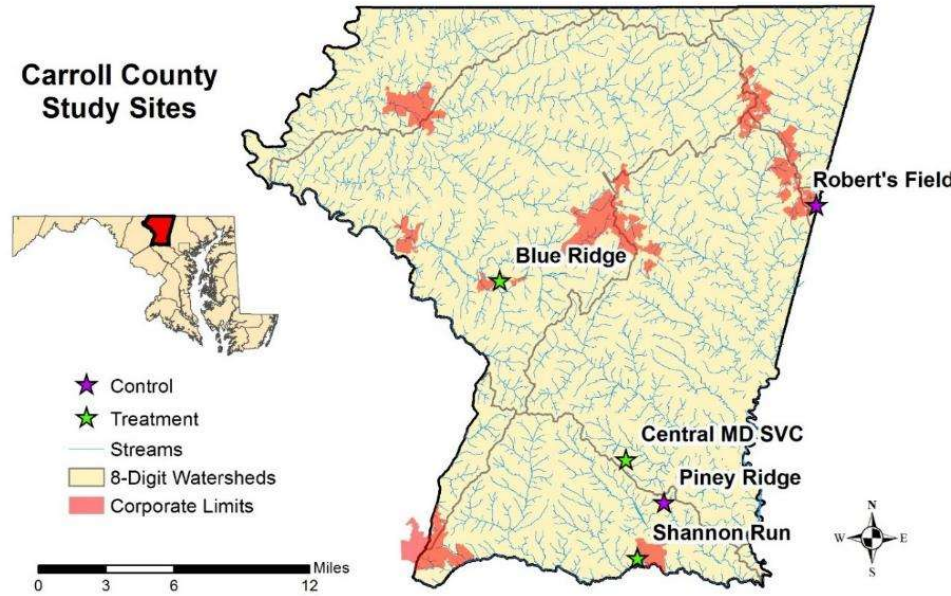 Carroll County
Study Sites
Robert's Field
Blue Ridge
Control
Treatment
Streams
8-Digit Watersheds
Corporate Limits
Central MD SVC
Piney Ridge
Shannon Run
Miles
0 3 6 12
N
W E
S